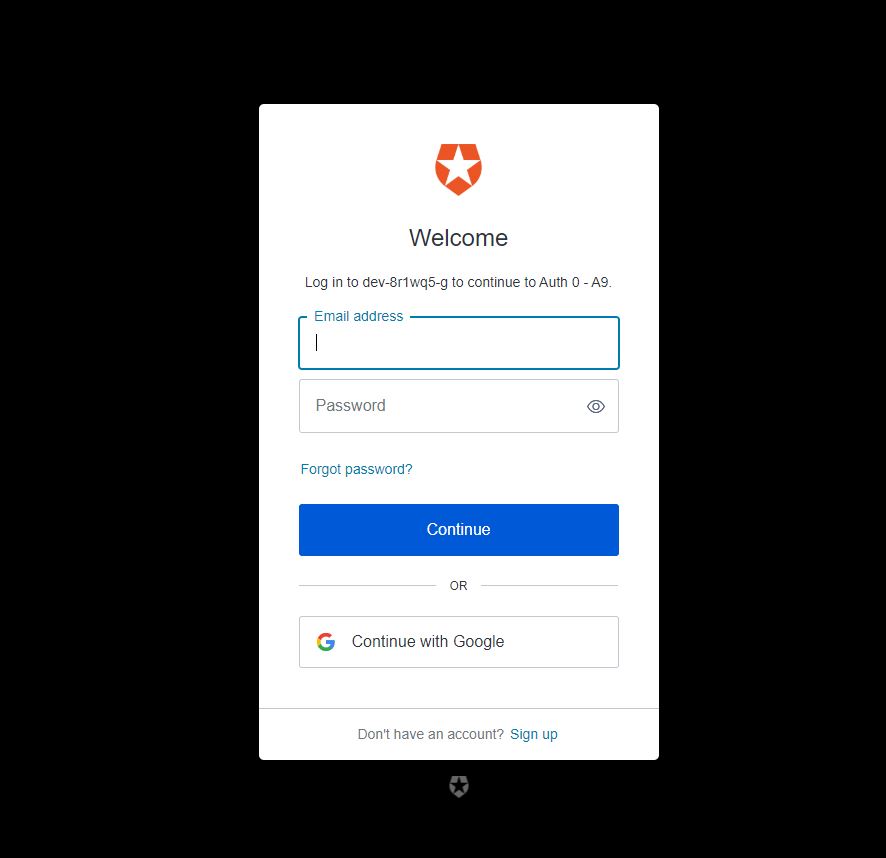 Welcome
Log in to dev-8r1wq5-g to continue to Auth 0 - A9.
Email address
Password
Forgot password?
Continue
OR
Continue with Google
Don't have an account? Sign up